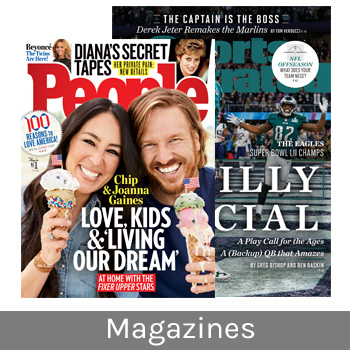 THE CAPTAIN IS THE BOSS
Derek Jeter Remakes the Marlins BY TOM VERDUCCI
Beyoncé
The Twins
Are Here!
DIANA'S SECRET
TAPES
HER PRIVATE PAIN:
NEW DETAILS
People
NFL
OFFSEASON
WHAT DOES YOUR
TEAM NEED?
100
REASONS TO
LOVE AMERICA!
No 1
82
THE EAGLES
SUPER BOWL LII CHAMPS
Chip
& Joanna
Gaines
LOVE, KIDS
& 'LIVING
OUR DREAM'
AT HOME WITH THE
FIXER UPPER STARS
ILLY
CIAL
A Play Call for the Ages
A (Backup) QB that Amazes
BY GREG BISHOP AND BEN BASKIN
Magazines